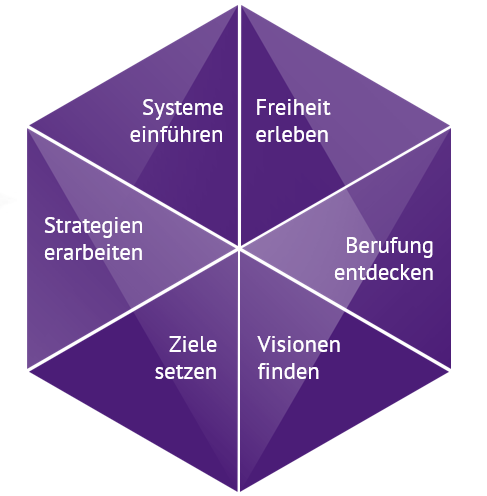 Systeme
einführen
Freiheit
erleben
Strategien
erarbeiten
Berufung
entdecken
Ziele
setzen
Visionen
finden